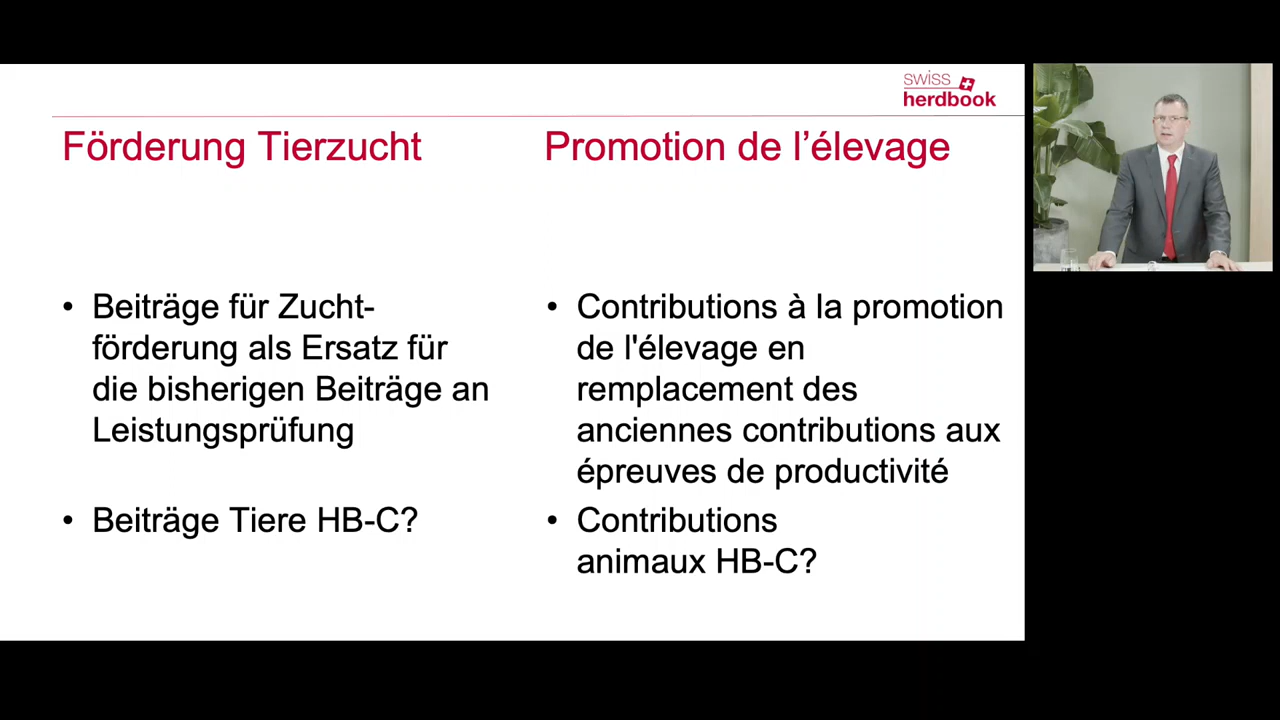 swiss
herdbook
Förderung Tierzucht
Beiträge für Zucht-
förderung als Ersatz für
die bisherigen Beiträge an
Leistungsprüfung
Beiträge Tiere HB-C?
Promotion de l’élevage
Contributions à la promotion
de l'élevage en
remplacement des
anciennes contributions aux
épreuves de productivité
Contributions
animaux HB-C?